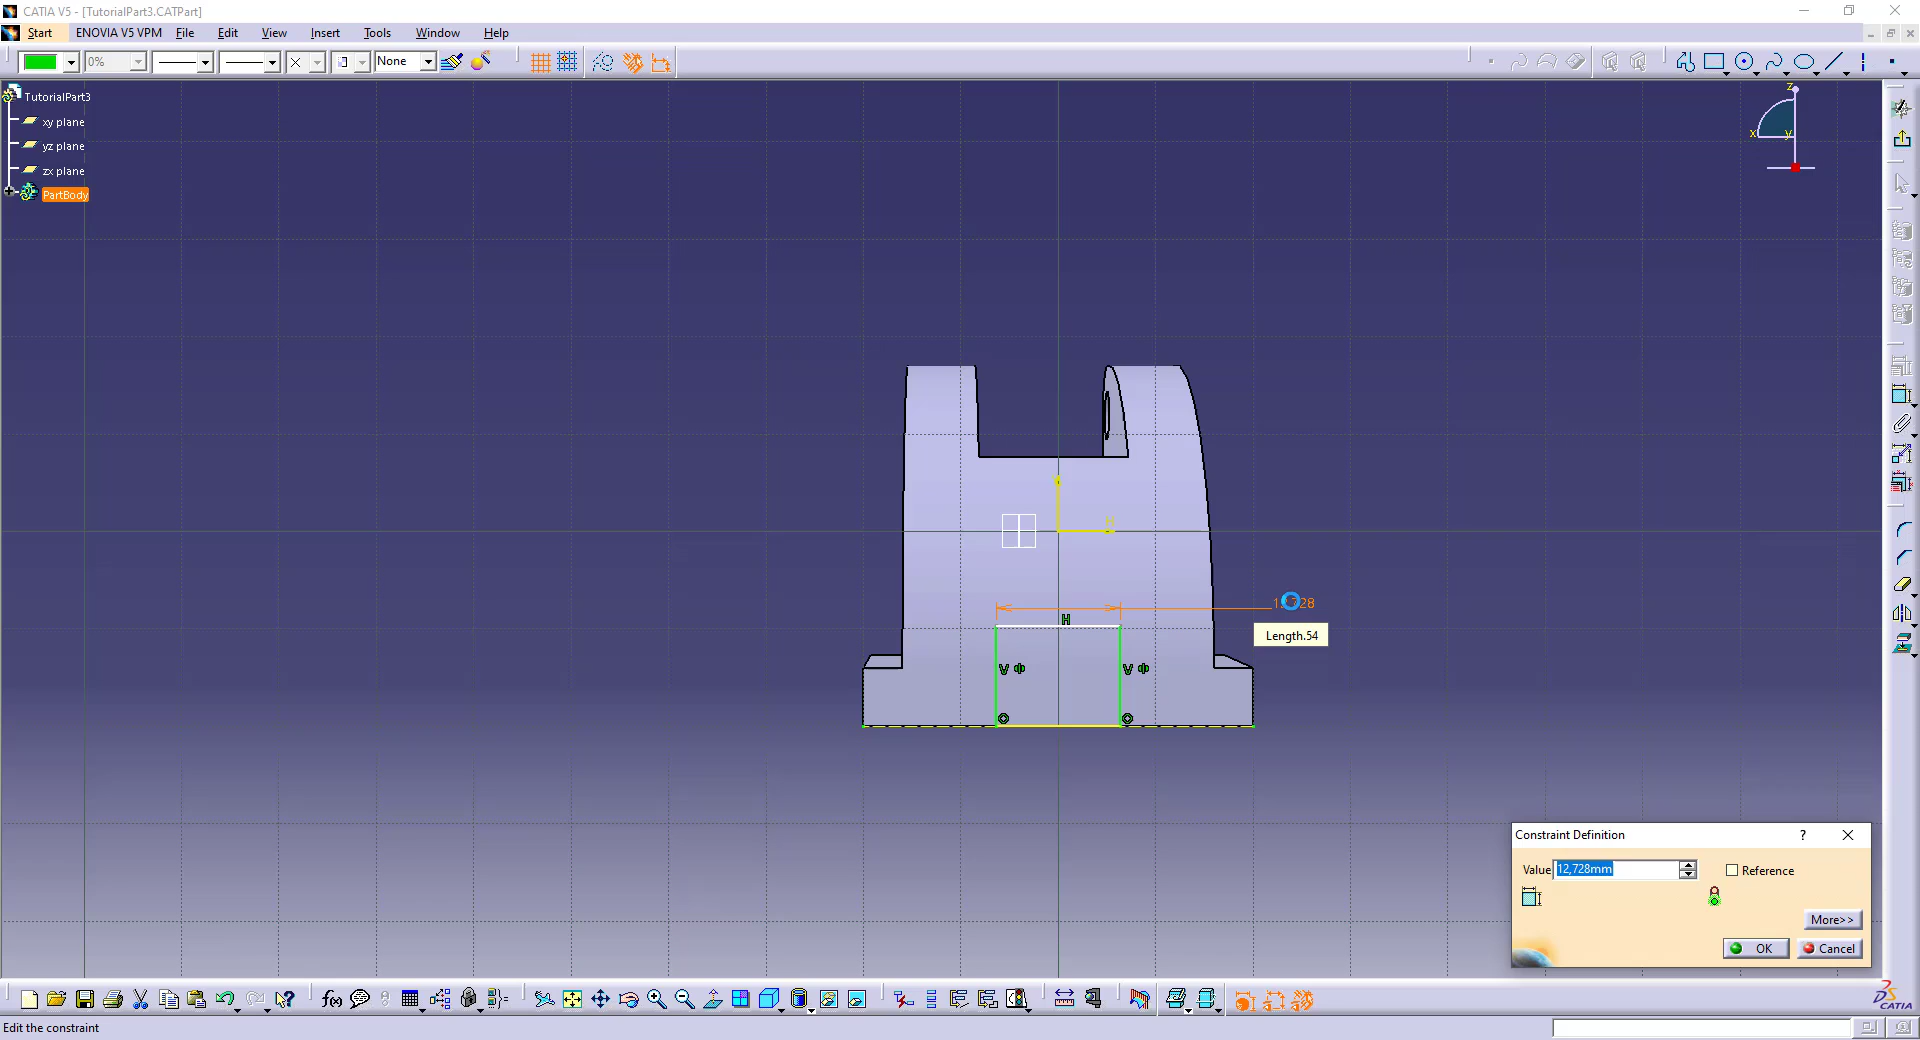 CATIA V5 - [TutorialPart3.CATPart]
Start ENOVIA V5 VPM File Edit View Insert Tools Window Help
0% None
TutorialPart3
xy plane
yz plane
zx plane
PartBody
z
x y
H
Length.54
V V
Constraint Definition ?
Value 12,728mm Reference
More>>
OK Cancel
f(x)
CATIA
Edit the constraint